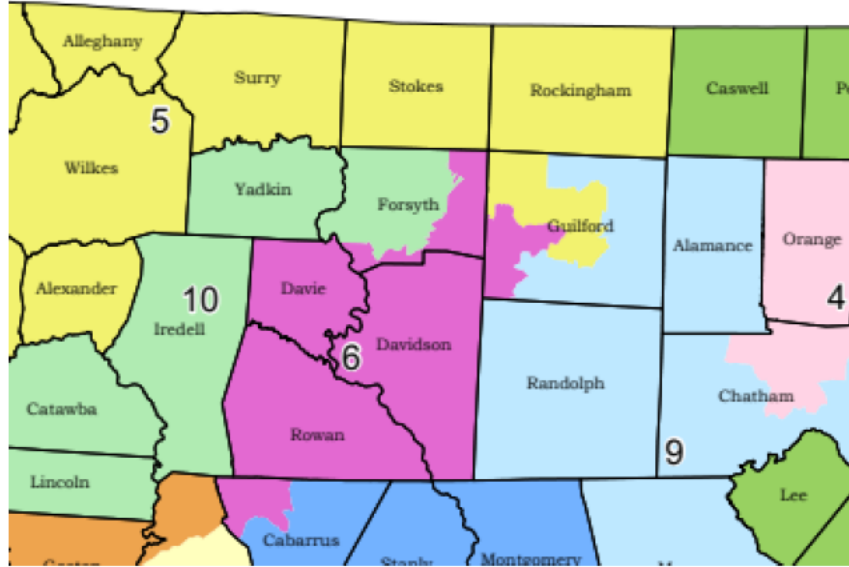 Alleghany
Surry
Stokes
Rockingham
Caswell
5
Wilkes
Yadkin
Forsyth
Guilford
Alamance
Orange
4
Alexander
10
Iredell
Davie
6
Davidson
Randolph
Chatham
9
Catawba
Rowan
Lincoln
Lee
Cabarrus
Stanly
Montgomery